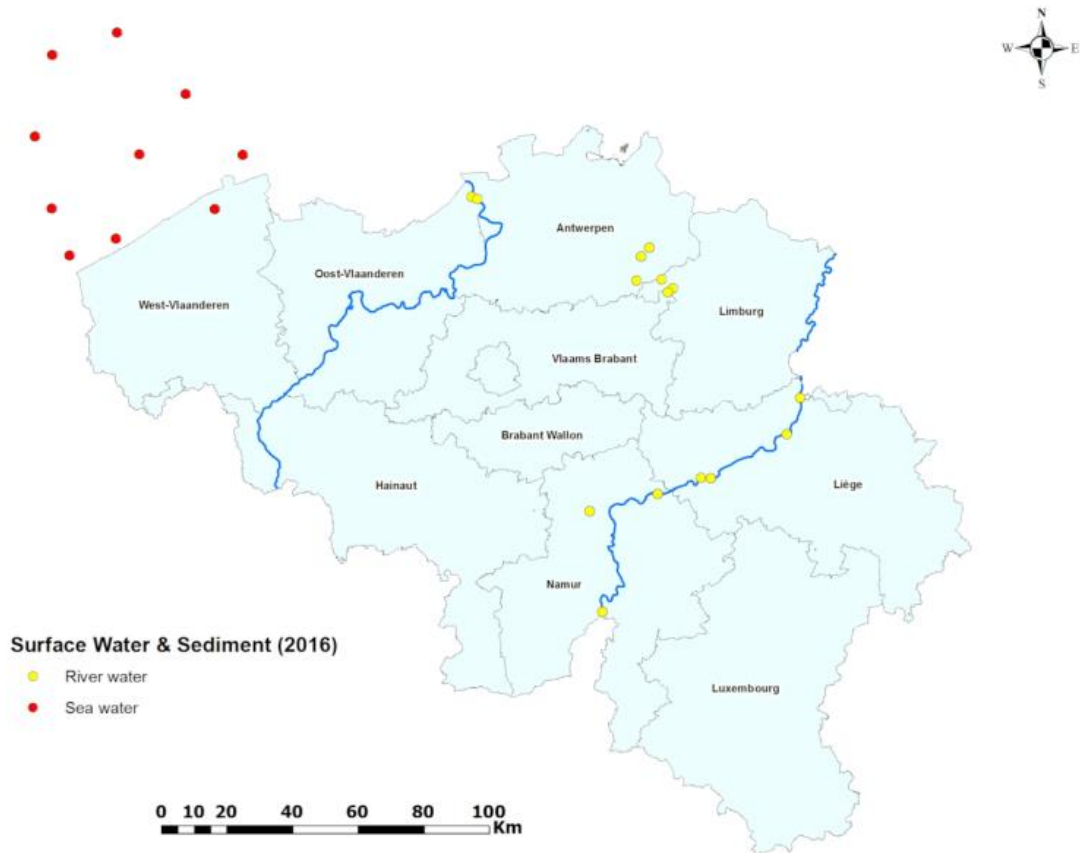 N
W E
S
Antwerpen
Oost-Vlaanderen
West-Vlaanderen
Limburg
Vlaams Brabant
Brabant Wallon
Hainaut
Liège
Namur
Luxembourg
Surface Water & Sediment (2016)
River water
Sea water
0 10 20 40 60 80 100
Km